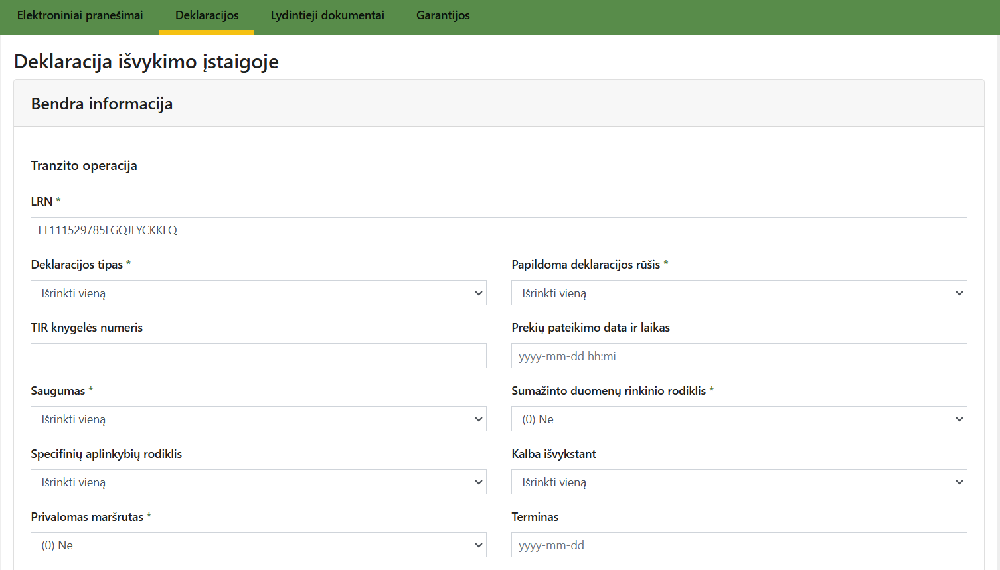 Elektroniniai pranešimai Deklaracijos Lydintieji dokumentai Garantijos
Deklaracija išvykimo įstaigoje
Bendra informacija
Tranzito operacija
LRN *
LT111529785LGQJLYCKKLQ
Deklaracijos tipas * Papildoma deklaracijos rūšis *
Išrinkti vieną Išrinkti vieną
TIR knygelės numeris Prekių pateikimo data ir laikas
yyyy-mm-dd hh:mi
Saugumas * Sumažinto duomenų rinkinio rodiklis *
Išrinkti vieną (0) Ne
Specifinių aplinkybių rodiklis Kalba išvykstant
Išrinkti vieną Išrinkti vieną
Privalomas maršrutas * Terminas
(0) Ne yyyy-mm-dd